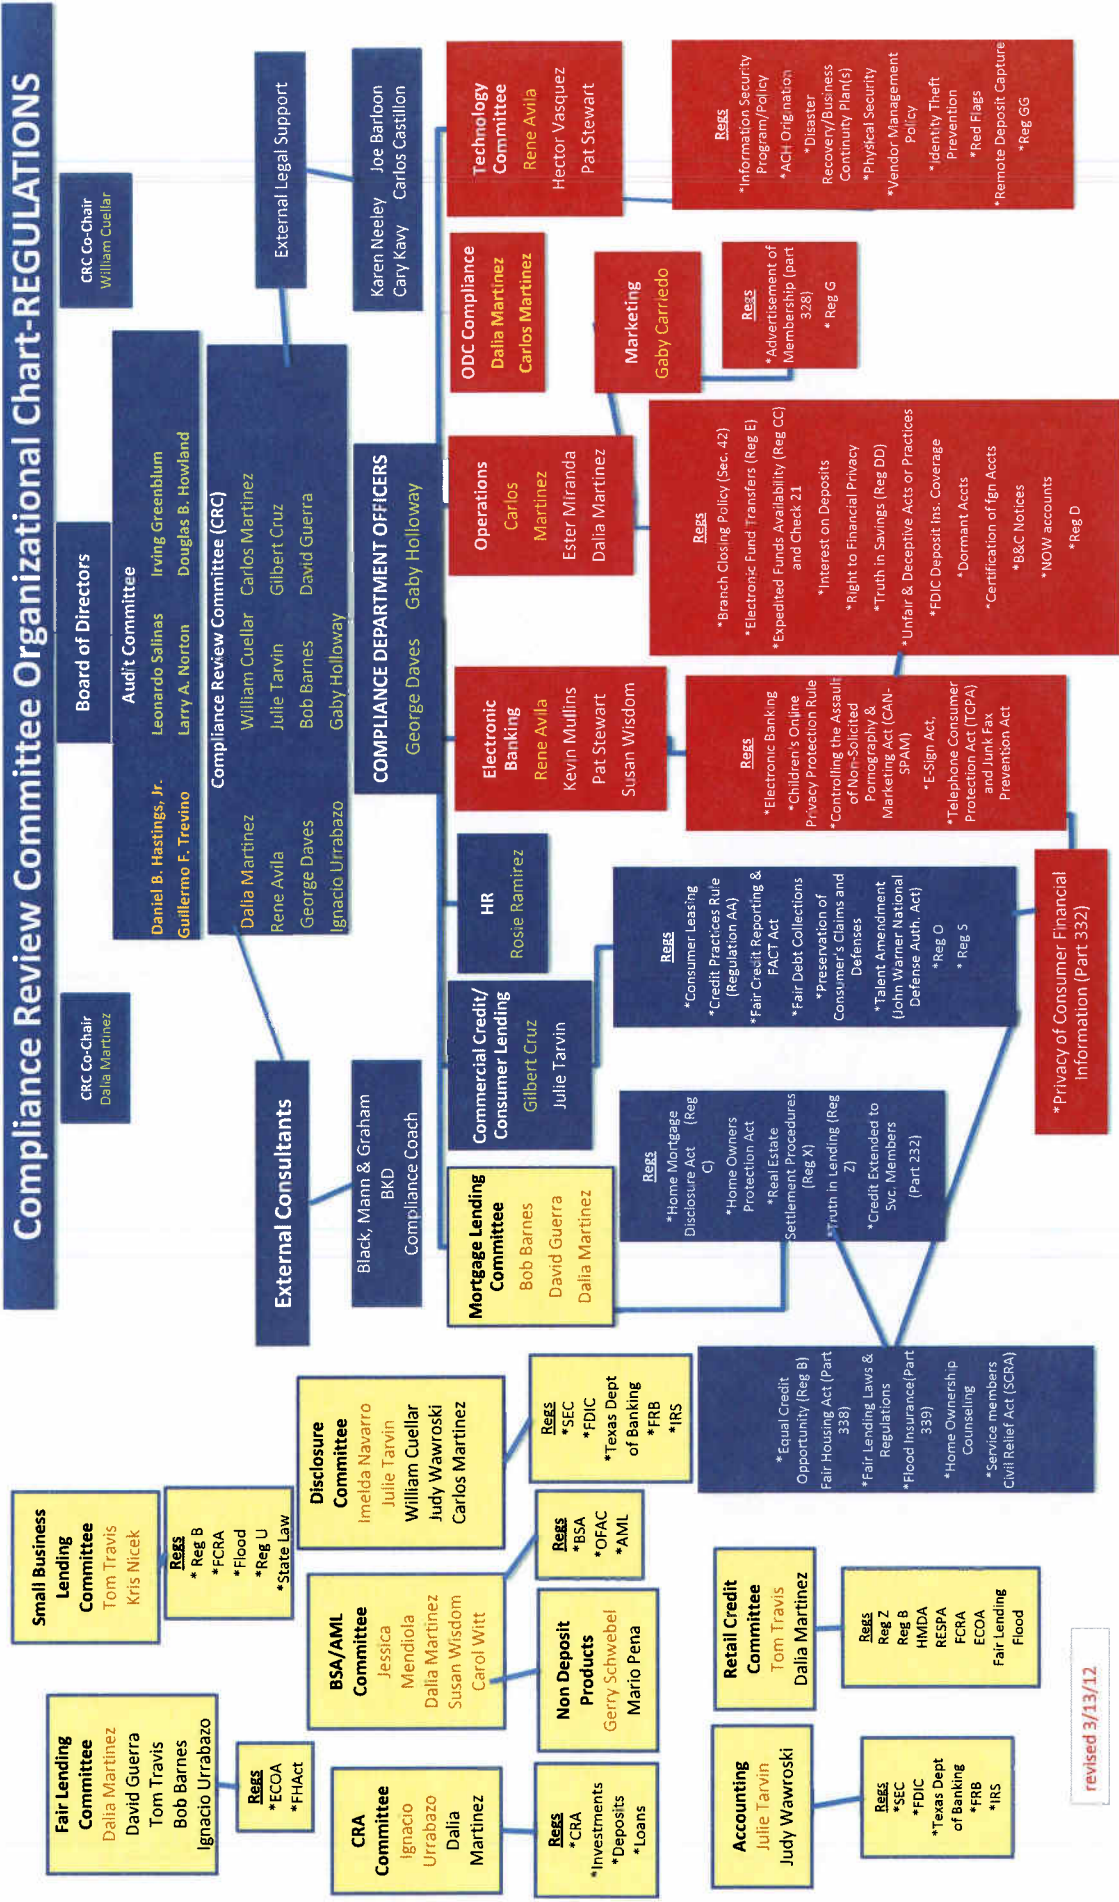 Compliance Review Committee Organizational Chart-REGULATIONS
CRC Co-Chair
Dalia Martinez
Board of Directors
CRC Co-Chair
William Cuellar
Audit Committee
Daniel B. Hastings, Jr. Leonardo Salinas Irving Greenblum
Guillermo F. Trevino Larry A. Norton Douglas B. Howland
Compliance Review Committee (CRC)
Dalia Martinez William Cuellar Carlos Martinez
Rene Avila Julie Tarvin Gilbert Cruz
George Daves Bob Barnes David Guerra
Ignacio Urrabazo Gaby Holloway
External Consultants
Black, Mann & Graham
BKD
Compliance Coach
External Legal Support
Karen Neeley Joe Barloon
Cary Kavy Carlos Castillon
COMPLIANCE DEPARTMENT OFFICERS
George Daves Gaby Holloway
Fair Lending
Committee
Dalia Martinez
David Guerra
Tom Travis
Bob Barnes
Ignacio Urrabazo
Regs
*ECOA
*FHAct
Small Business
Lending
Committee
Tom Travis
Kris Nicek
Regs
* Reg B
*FCRA
*Flood
*Reg U
*State Law
CRA
Committee
Ignacio
Urrabazo
Dalia
Martinez
Regs
*CRA
*Investments
*Deposits
*Loans
BSA/AML
Committee
Jessica
Mendiola
Dalia Martinez
Susan Wisdom
Carol Witt
Regs
*BSA
*OFAC
*AML
Non Deposit
Products
Gerry Schwebel
Mario Pena
Disclosure
Committee
Imelda Navarro
Julie Tarvin
William Cuellar
Judy Wawroski
Carlos Martinez
Regs
*SEC
*FDIC
*Texas Dept
of Banking
*FRB
*IRS
Accounting
Julie Tarvin
Judy Wawroski
Regs
*SEC
*FDIC
*Texas Dept
of Banking
*FRB
*IRS
Retail Credit
Committee
Tom Travis
Dalia Martinez
Regs
Reg Z
Reg B
HMDA
RESPA
FCRA
ECOA
Fair Lending
Flood
Mortgage Lending
Committee
Bob Barnes
David Guerra
Dalia Martinez
Regs
*Home Mortgage
Disclosure Act (Reg
C)
*Home Owners
Protection Act
*Real Estate
Settlement Procedures
(Reg X)
*Truth in Lending (Reg
Z)
*Credit Extended to
Svc. Members
(Part 232)
*Equal Credit
Opportunity (Reg B)
Fair Housing Act (Part
338)
*Fair Lending Laws &
Regulations
*Flood Insurance(Part
339)
*Home Ownership
Counseling
*Service members
Civil Relief Act (SCRA)
Commercial Credit/
Consumer Lending
Gilbert Cruz
Julie Tarvin
Regs
*Consumer Leasing
*Credit Practices Rule
(Regulation AA)
*Fair Credit Reporting &
FACT Act
*Fair Debt Collections
*Preservation of
Consumer's Claims and
Defenses
*Talent Amendment
(John Warner National
Defense Auth. Act)
*Reg O
* Reg S
HR
Rosie Ramirez
Electronic
Banking
Rene Avila
Kevin Mullins
Pat Stewart
Susan Wisdom
Regs
*Electronic Banking
*Children's Online
Privacy Protection Rule
*Controlling the Assault
of Non-Solicited
Pornography &
Marketing Act (CAN-
SPAM)
*E-Sign Act,
*Telephone Consumer
Protection Act (TCPA)
and Junk Fax
Prevention Act
*Privacy of Consumer Financial
Information (Part 332)
Operations
Carlos
Martinez
Ester Miranda
Dalia Martinez
Regs
*Branch Closing Policy (Sec. 42)
*Electronic Fund Transfers (Reg E)
*Expedited Funds Availability (Reg CC)
and Check 21
*Interest on Deposits
*Right to Financial Privacy
*Truth in Savings (Reg DD)
*Unfair & Deceptive Acts or Practices
*FDIC Deposit Ins. Coverage
*Dormant Accts
*Certification of fgn Accts
*B&C Notices
*NOW accounts
*Reg D
ODC Compliance
Dalia Martinez
Carlos Martinez
Marketing
Gaby Carriedo
Regs
*Advertisement of
Membership (part
328)
* Reg G
Technology
Committee
Rene Avila
Hector Vasquez
Pat Stewart
Regs
*Information Security
Program/Policy
*ACH Origination
*Disaster
Recovery/Business
Continuity Plan(s)
*Physical Security
*Vendor Management
Policy
*Identity Theft
Prevention
*Red Flags
*Remote Deposit Capture
*Reg GG
revised 3/13/12